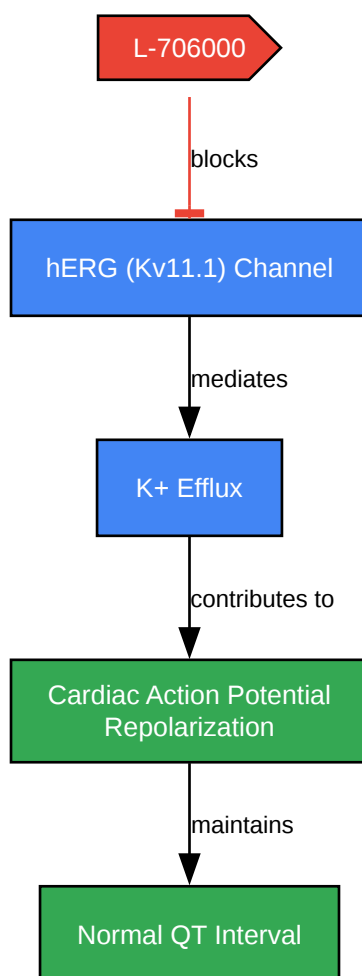 L-706000
blocks
hERG (Kv11.1) Channel
mediates
K+ Efflux
contributes to
Cardiac Action Potential
Repolarization
maintains
Normal QT Interval